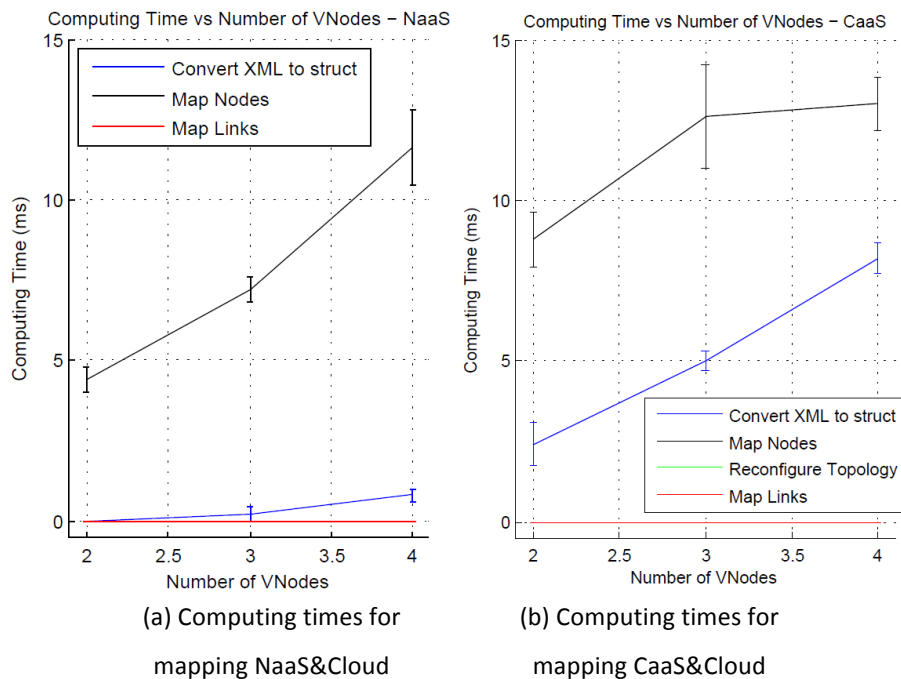 Computing Time vs Number of VNodes – NaaS
15
10
5
0
Computing Time (ms)
Convert XML to struct
Map Nodes
Map Links
2 2.5 3 3.5 4
Number of VNodes
(a) Computing times for
mapping NaaS&Cloud
Computing Time vs Number of VNodes – CaaS
15
10
5
0
Computing Time (ms)
Convert XML to struct
Map Nodes
Reconfigure Topology
Map Links
2 2.5 3 3.5 4
Number of VNodes
(b) Computing times for
mapping CaaS&Cloud